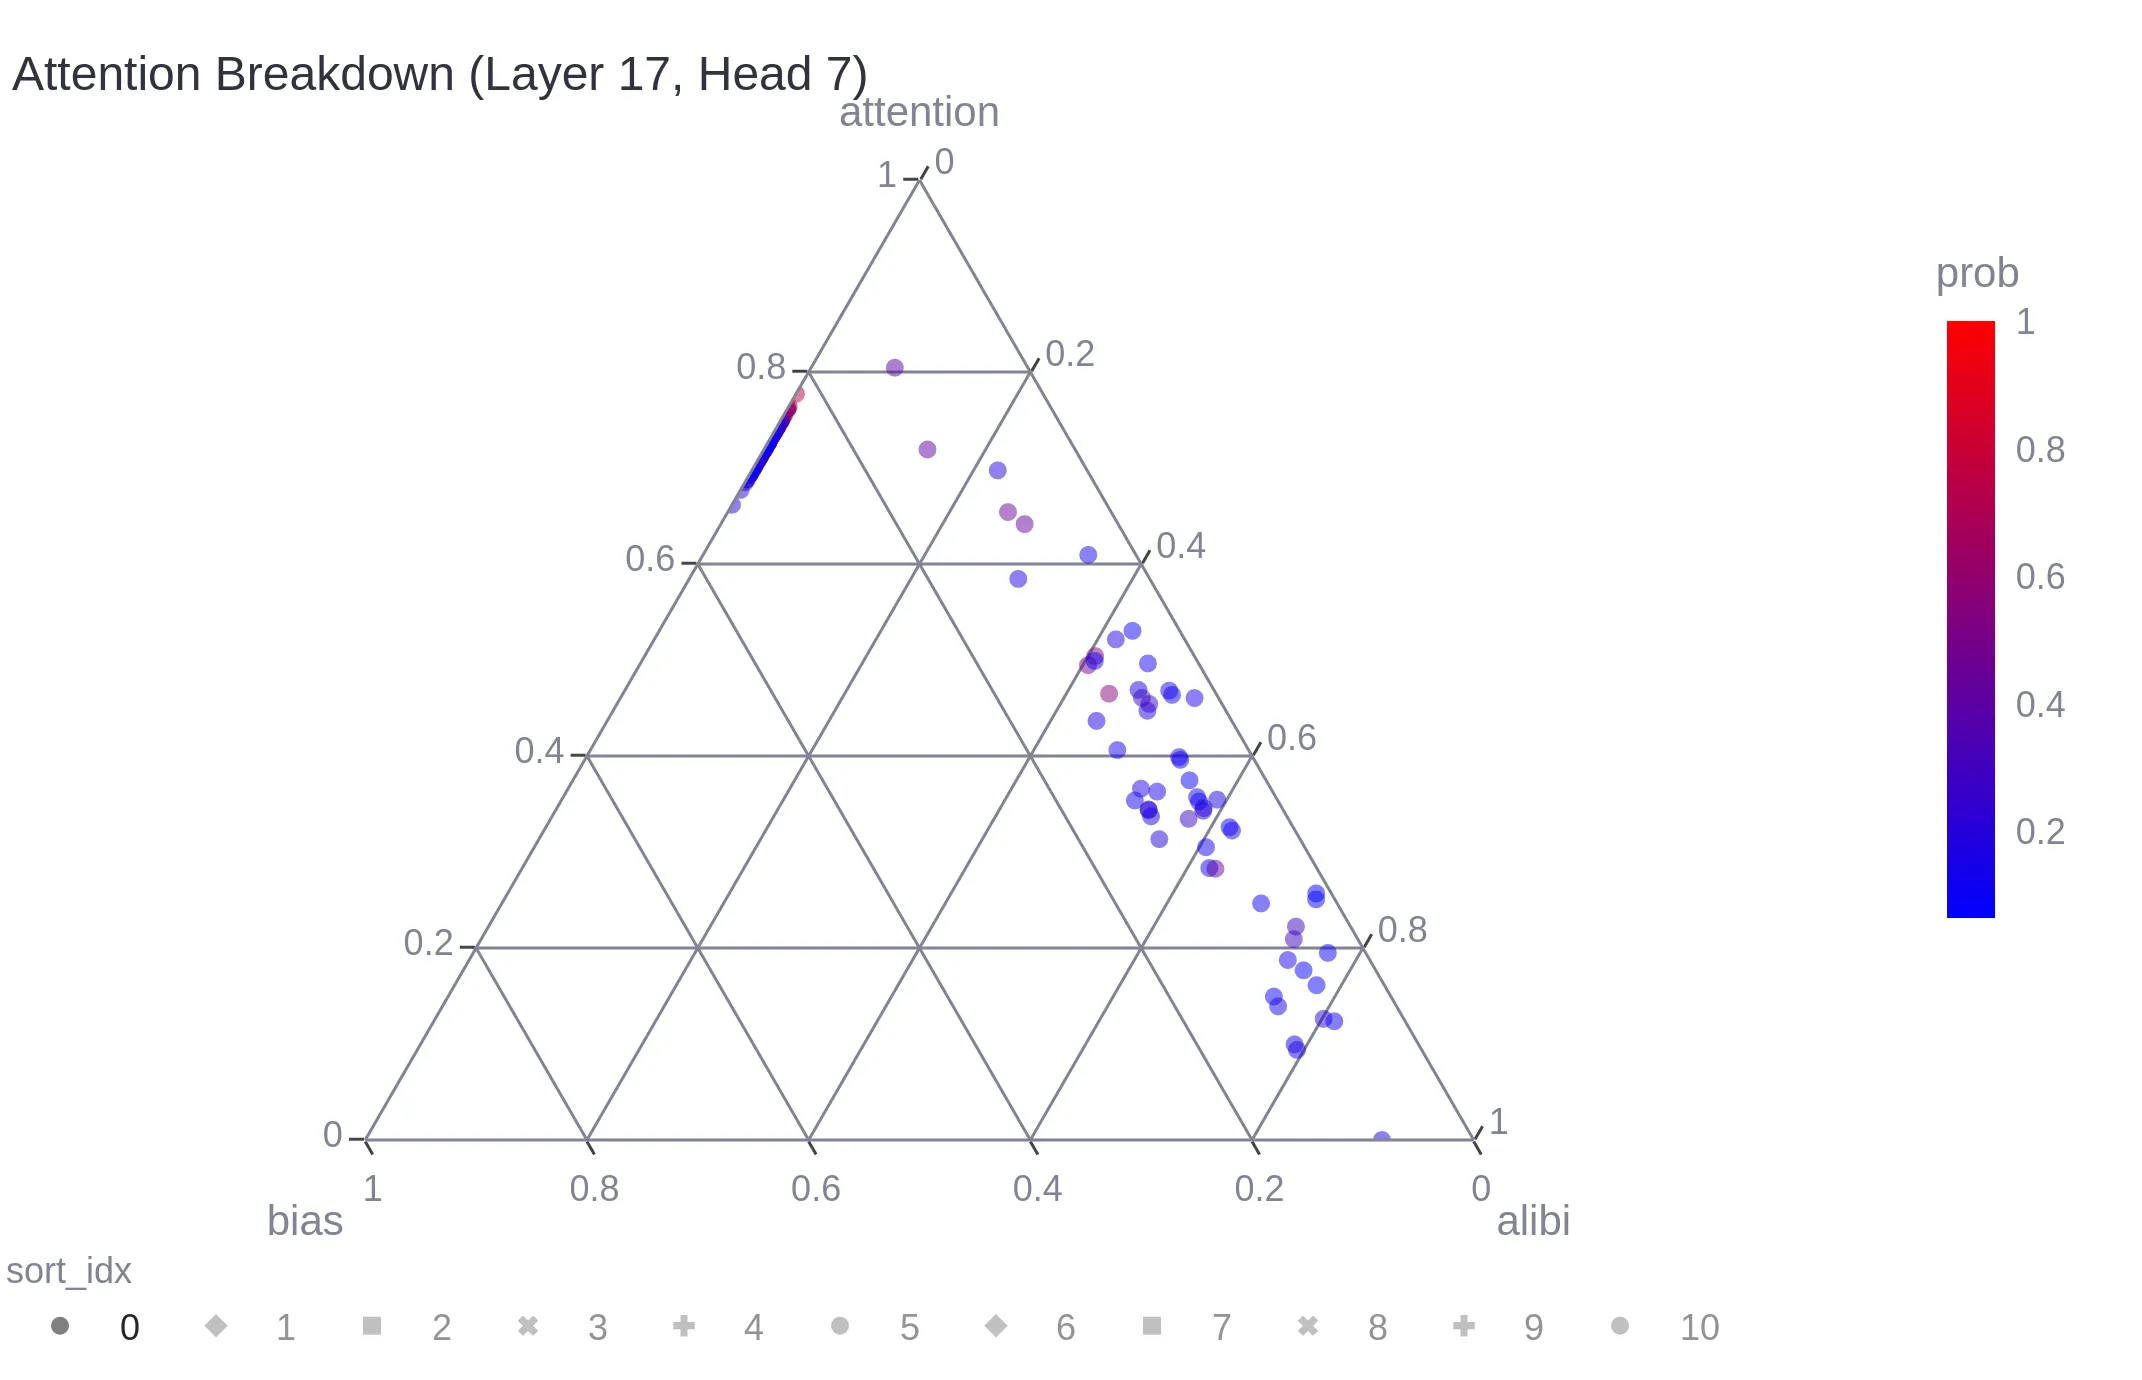 Attention Breakdown (Layer 17, Head 7)
attention
1 0
0.8 0.2
0.6 0.4
0.4 0.6
0.2 0.8
0 1
1 0.8 0.6 0.4 0.2 0
bias alibi
prob
1
0.8
0.6
0.4
0.2
sort_idx
0 1 2 3 4 5 6 7 8 9 10